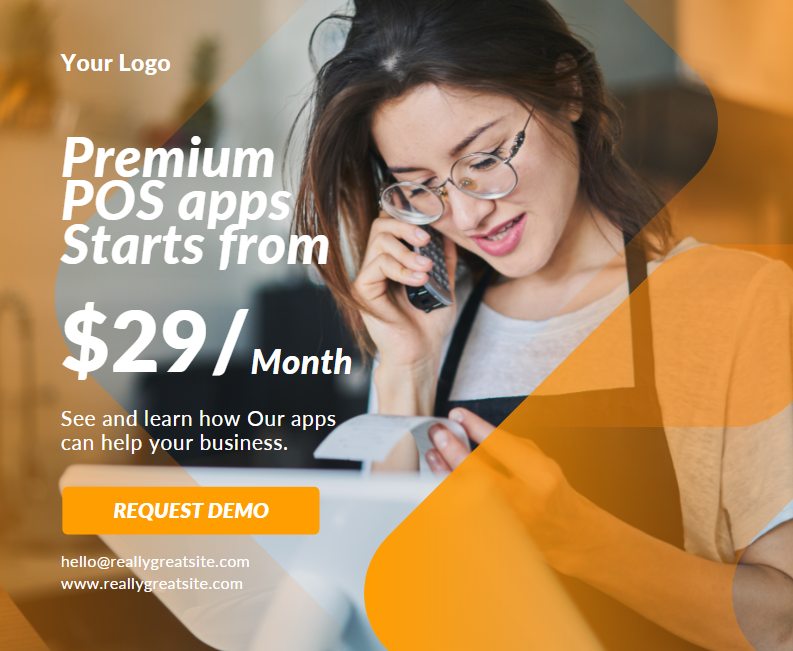 Your Logo
Premium
POS apps
Starts from
$29/Month
See and learn how Our apps
can help your business.
REQUEST DEMO
hello@reallygreatsite.com
www.reallygreatsite.com